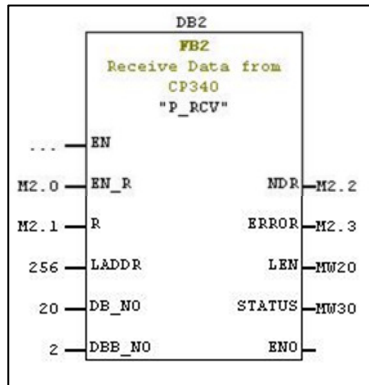 DB2
FB2
Receive Data from
CP340
"P_RCV"
... EN
M2.0 EN_R NDR M2.2
M2.1 R ERROR M2.3
256 LADDR LEN MW20
20 DB_NO STATUS MW30
2 DBB_NO ENO